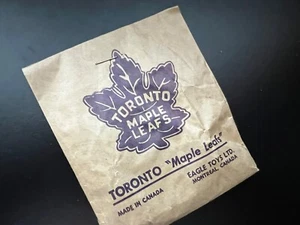 TORONTO
MAPLE
LEAFS
TORONTO "Maple Leafs"
MADE IN CANADA
EAGLE TOYS LTD.
MONTREAL, CANADA